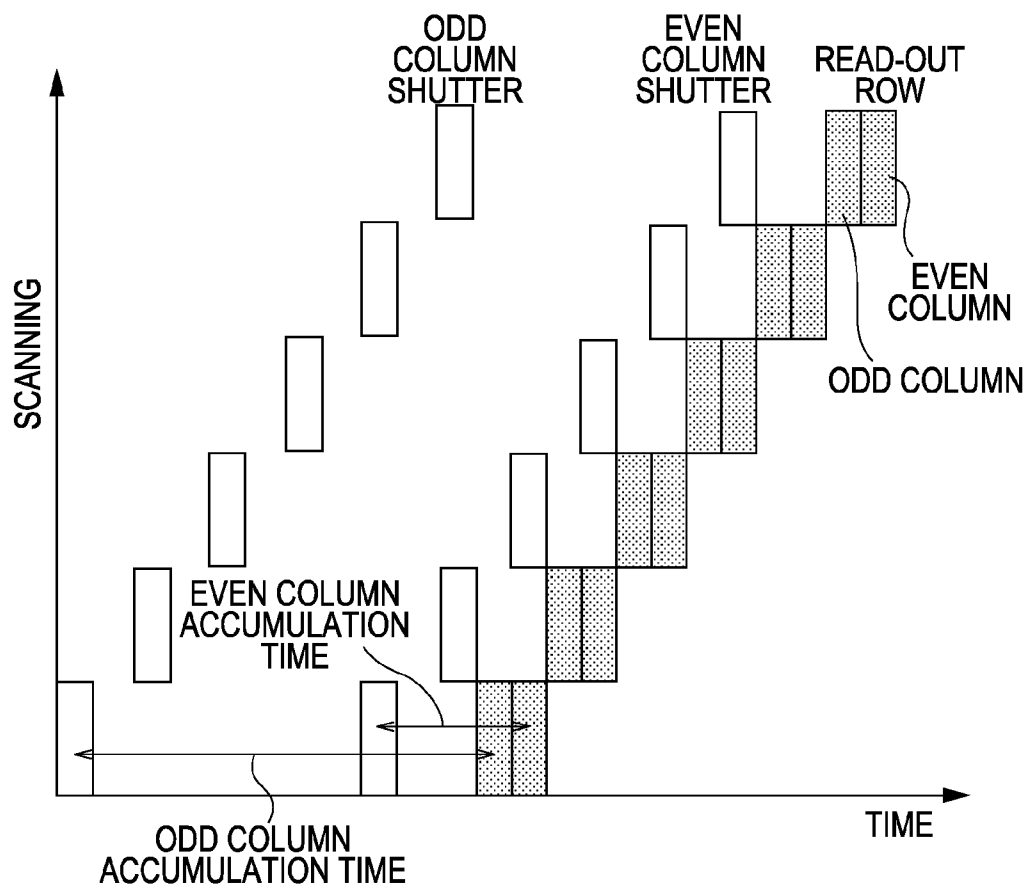 ODD
COLUMN
SHUTTER
EVEN
COLUMN
SHUTTER
READ-OUT
ROW
EVEN
COLUMN
ODD COLUMN
SCANNING
EVEN COLUMN
ACCUMULATION
TIME
TIME
ODD COLUMN
ACCUMULATION TIME